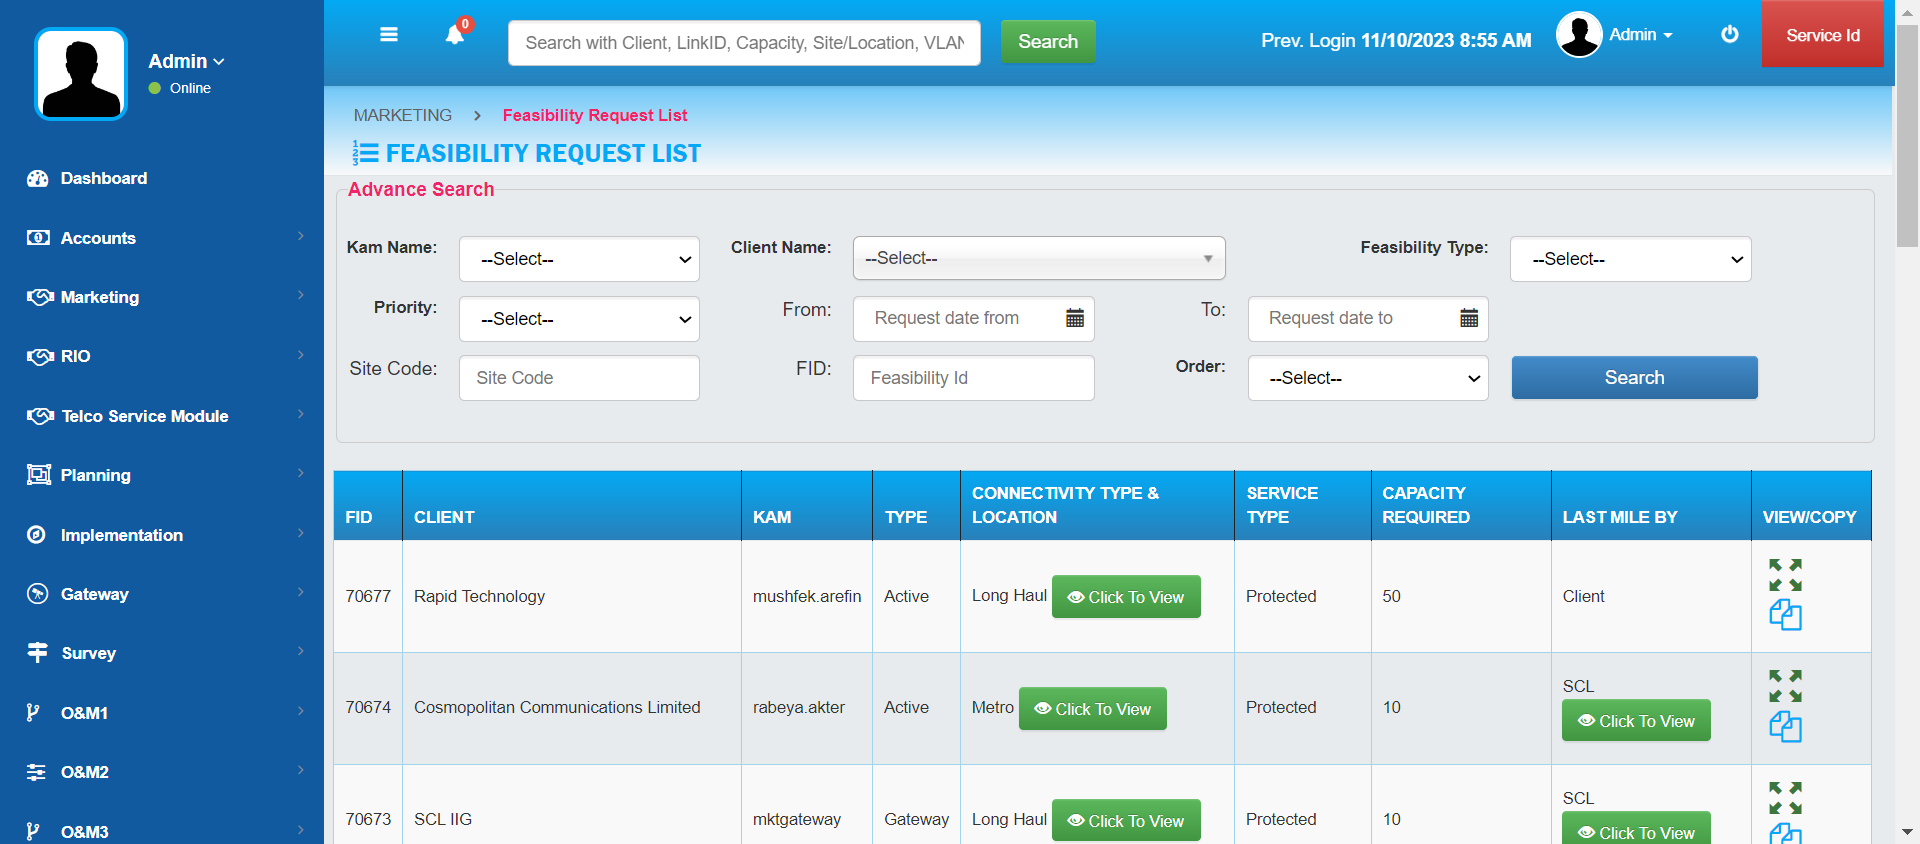 Admin
Online
Dashboard
Accounts
Marketing
RIO
Telco Service Module
Planning
Implementation
Gateway
Survey
O&M1
O&M2
O&M3
0
Search with Client, LinkID, Capacity, Site/Location, VLAN
Search
Prev. Login 11/10/2023 8:55 AM
Admin
Service Id
MARKETING > Feasibility Request List
FEASIBILITY REQUEST LIST
Advance Search
Kam Name: --Select-- Client Name: --Select-- Feasibility Type: --Select--
Priority: --Select-- From: Request date from To: Request date to
Site Code: Site Code FID: Feasibility Id Order: --Select-- Search
FID CLIENT KAM TYPE CONNECTIVITY TYPE & LOCATION SERVICE TYPE CAPACITY REQUIRED LAST MILE BY VIEW/COPY
70677 Rapid Technology mushfek.arefin Active Long Haul Click To View Protected 50 Client
70674 Cosmopolitan Communications Limited rabeya.akter Active Metro Click To View Protected 10 SCL Click To View
70673 SCL IIG mktgateway Gateway Long Haul Click To View Protected 10 SCL Click To View